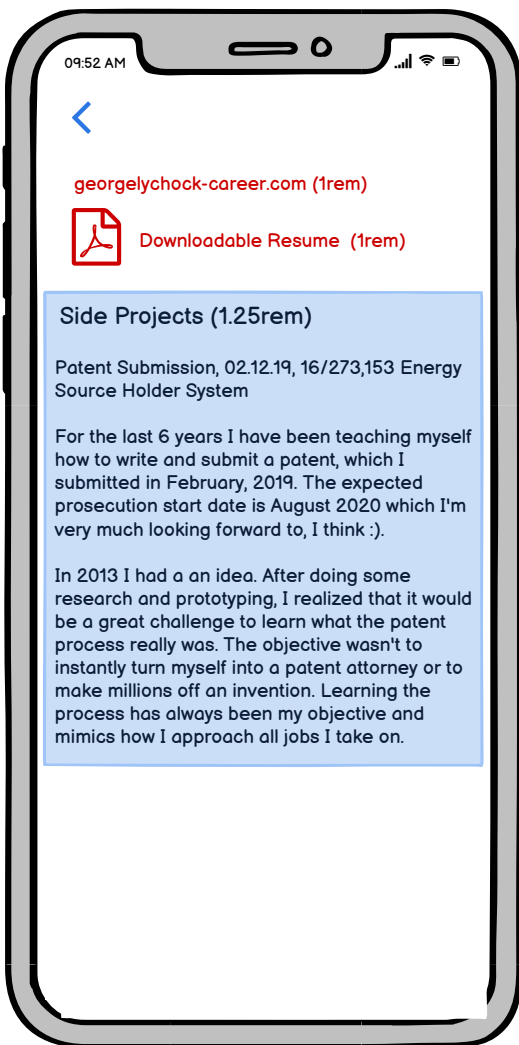 09:52 AM
georgelychock-career.com (1rem)
Downloadable Resume (1rem)
Side Projects (1.25rem)
Patent Submission, 02.12.19, 16/273,153 Energy
Source Holder System
For the last 6 years I have been teaching myself
how to write and submit a patent, which I
submitted in February, 2019. The expected
prosecution start date is August 2020 which I'm
very much looking forward to, I think :).
In 2013 I had a an idea. After doing some
research and prototyping, I realized that it would
be a great challenge to learn what the patent
process really was. The objective wasn't to
instantly turn myself into a patent attorney or to
make millions off an invention. Learning the
process has always been my objective and
mimics how I approach all jobs I take on.